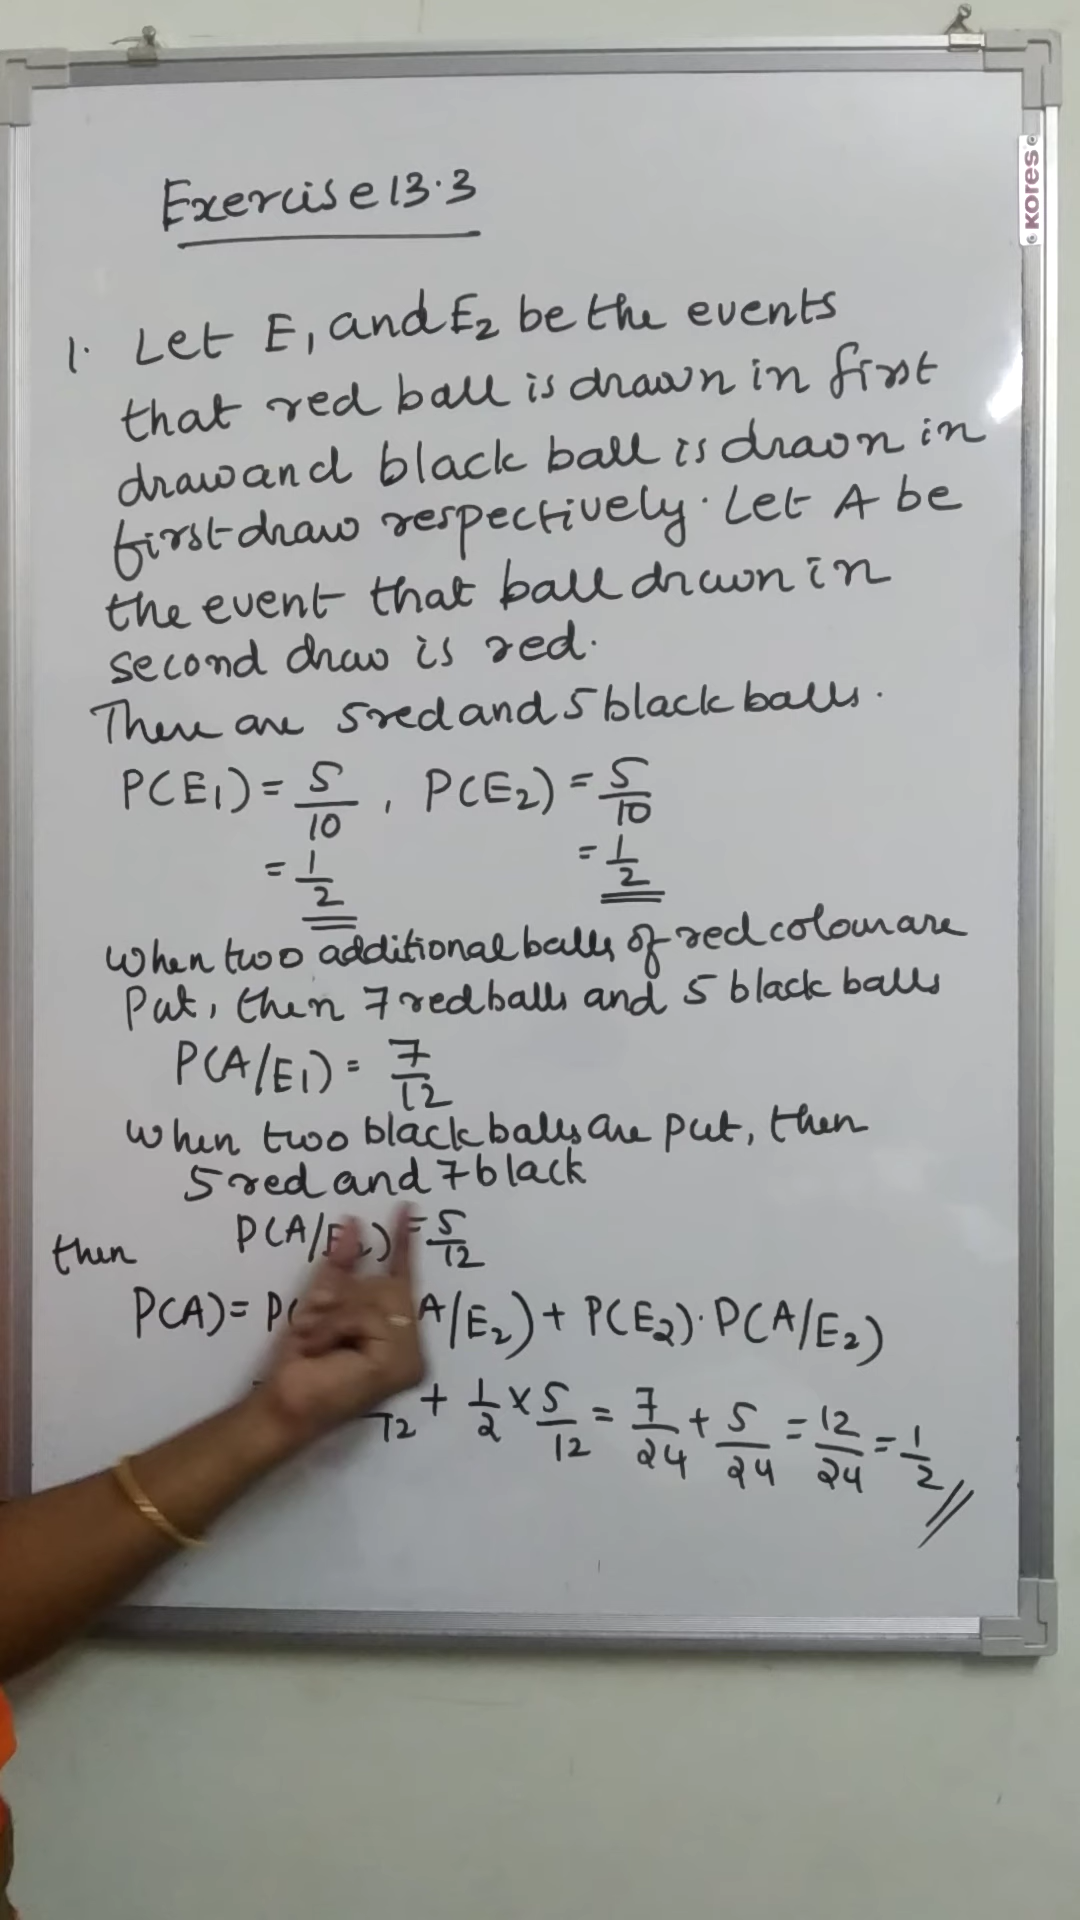 KORES
Exercise 13.3
1. Let E1 and E2 be the events
that red ball is drawn in first
draw and black ball is drawn in
first draw respectively. Let A be
the event that ball drawn in
second draw is red.
There are 5 red and 5 black balls.
P(E1) = 5/10 , P(E2) = 5/10
= 1/2 = 1/2
When two additional balls of red colour are
Put, then 7 red balls and 5 black balls
P(A/E1) = 7/12
When two black balls are put, then
5 red and 7 black
P(A/E2) = 5/12
then
P(A) = P( A/E2) + P(E2) . P(A/E2)
12 + 1/2 × 5/12 = 7/24 + 5/24 = 12/24 = 1/2 //